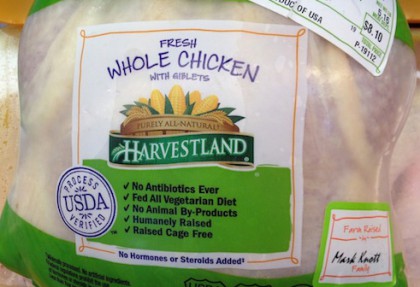 PRODUCT OF USA
$8.10
P-19112
FRESH
WHOLE CHICKEN
WITH GIBLETS
PURELY ALL-NATURAL
HARVESTLAND
✓ No Antibiotics Ever
✓ Fed All Vegetarian Diet
✓ No Animal By-Products
✓ Humanely Raised
✓ Raised Cage Free
PROCESS
USDA
VERIFIED
No Hormones or Steroids Added
Farm Raised
Mark Knott
Family